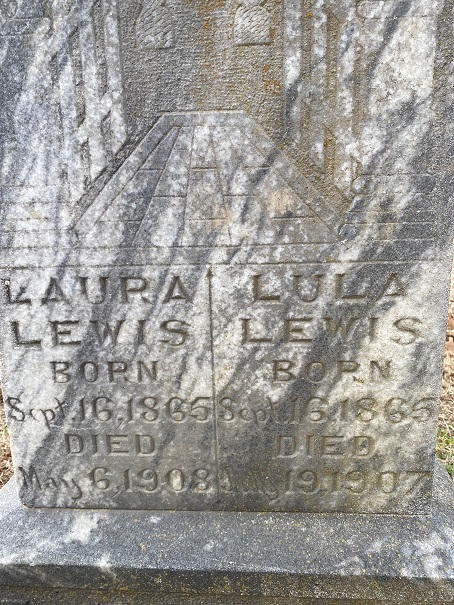 LAURA
LEWIS
BORN
Sept. 16, 1865
DIED
May 6, 1908
LULA
LEWIS
BORN
Sept. 16, 1865
DIED
19, 1907